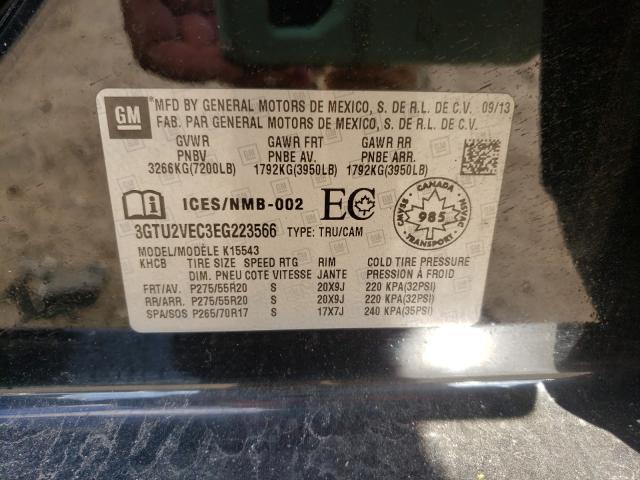 GM
MFD BY GENERAL MOTORS DE MEXICO, S. DE R.L. DE C.V. 09/13
FAB. PAR GENERAL MOTORS DE MEXICO, S. DE R.L. DE C.V.
GVWR GAWR FRT GAWR RR
PNBV PNBE AV. PNBE ARR.
3266KG(7200LB) 1792KG(3950LB) 1792KG(3950LB)
ICES/NMB-002 EC
CANADA
CMVSS 985 NSVAC
3GTU2VEC3EG223566 TYPE: TRU/CAM
MODEL/MODÈLE K15543
KHCB TIRE SIZE SPEED RTG RIM COLD TIRE PRESSURE
DIM. PNEU COTE VITESSE JANTE PRESSION À FROID
FRT/AV. P275/55R20 S 20X9J 220 KPA(32PSI)
RR/ARR. P275/55R20 S 20X9J 220 KPA(32PSI)
SPA/SOS P265/70R17 S 17X7J 240 KPA(35PSI)